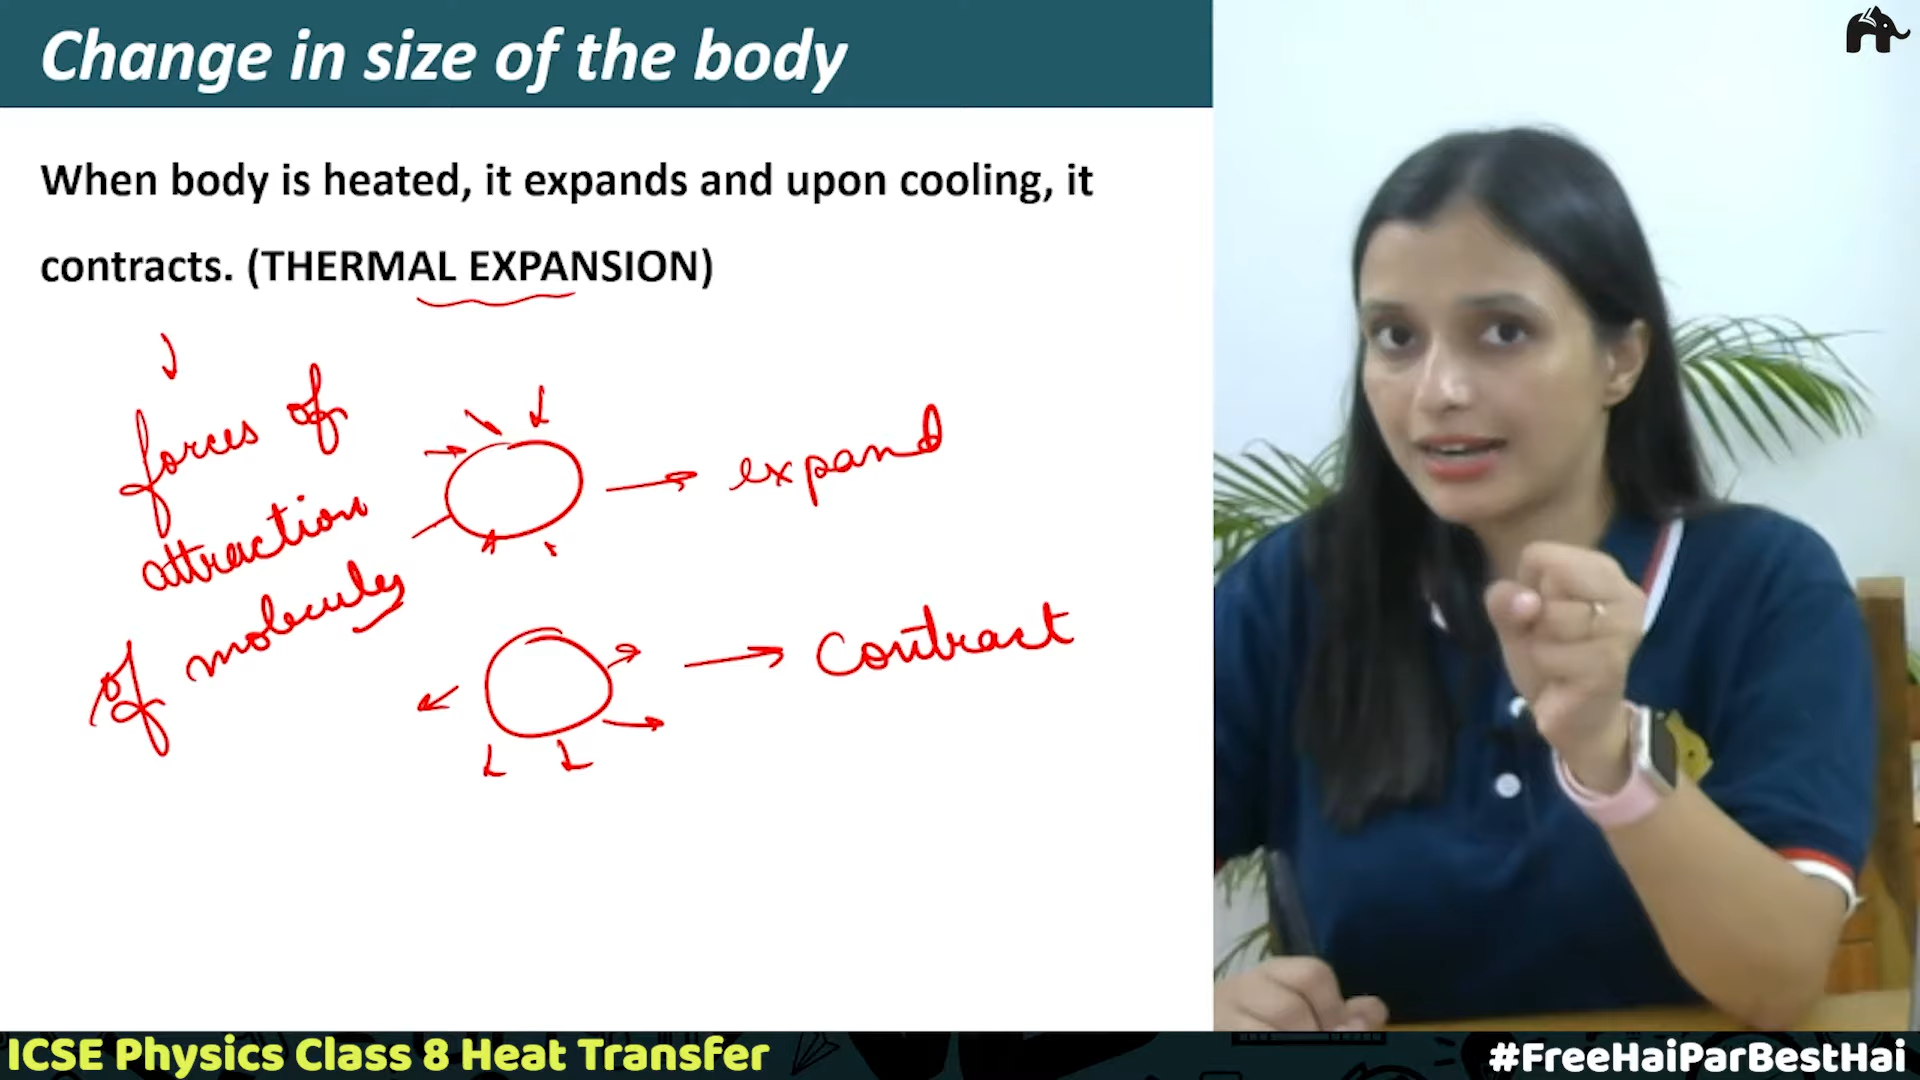 Change in size of the body
When body is heated, it expands and upon cooling, it
contracts. (THERMAL EXPANSION)
forces of
attraction
of molecules
expand
contract
ICSE Physics Class 8 Heat Transfer
#FreeHaiParBestHai